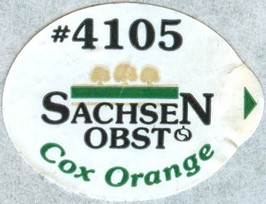 #4105
SACHSEN
OBST
Cox Orange